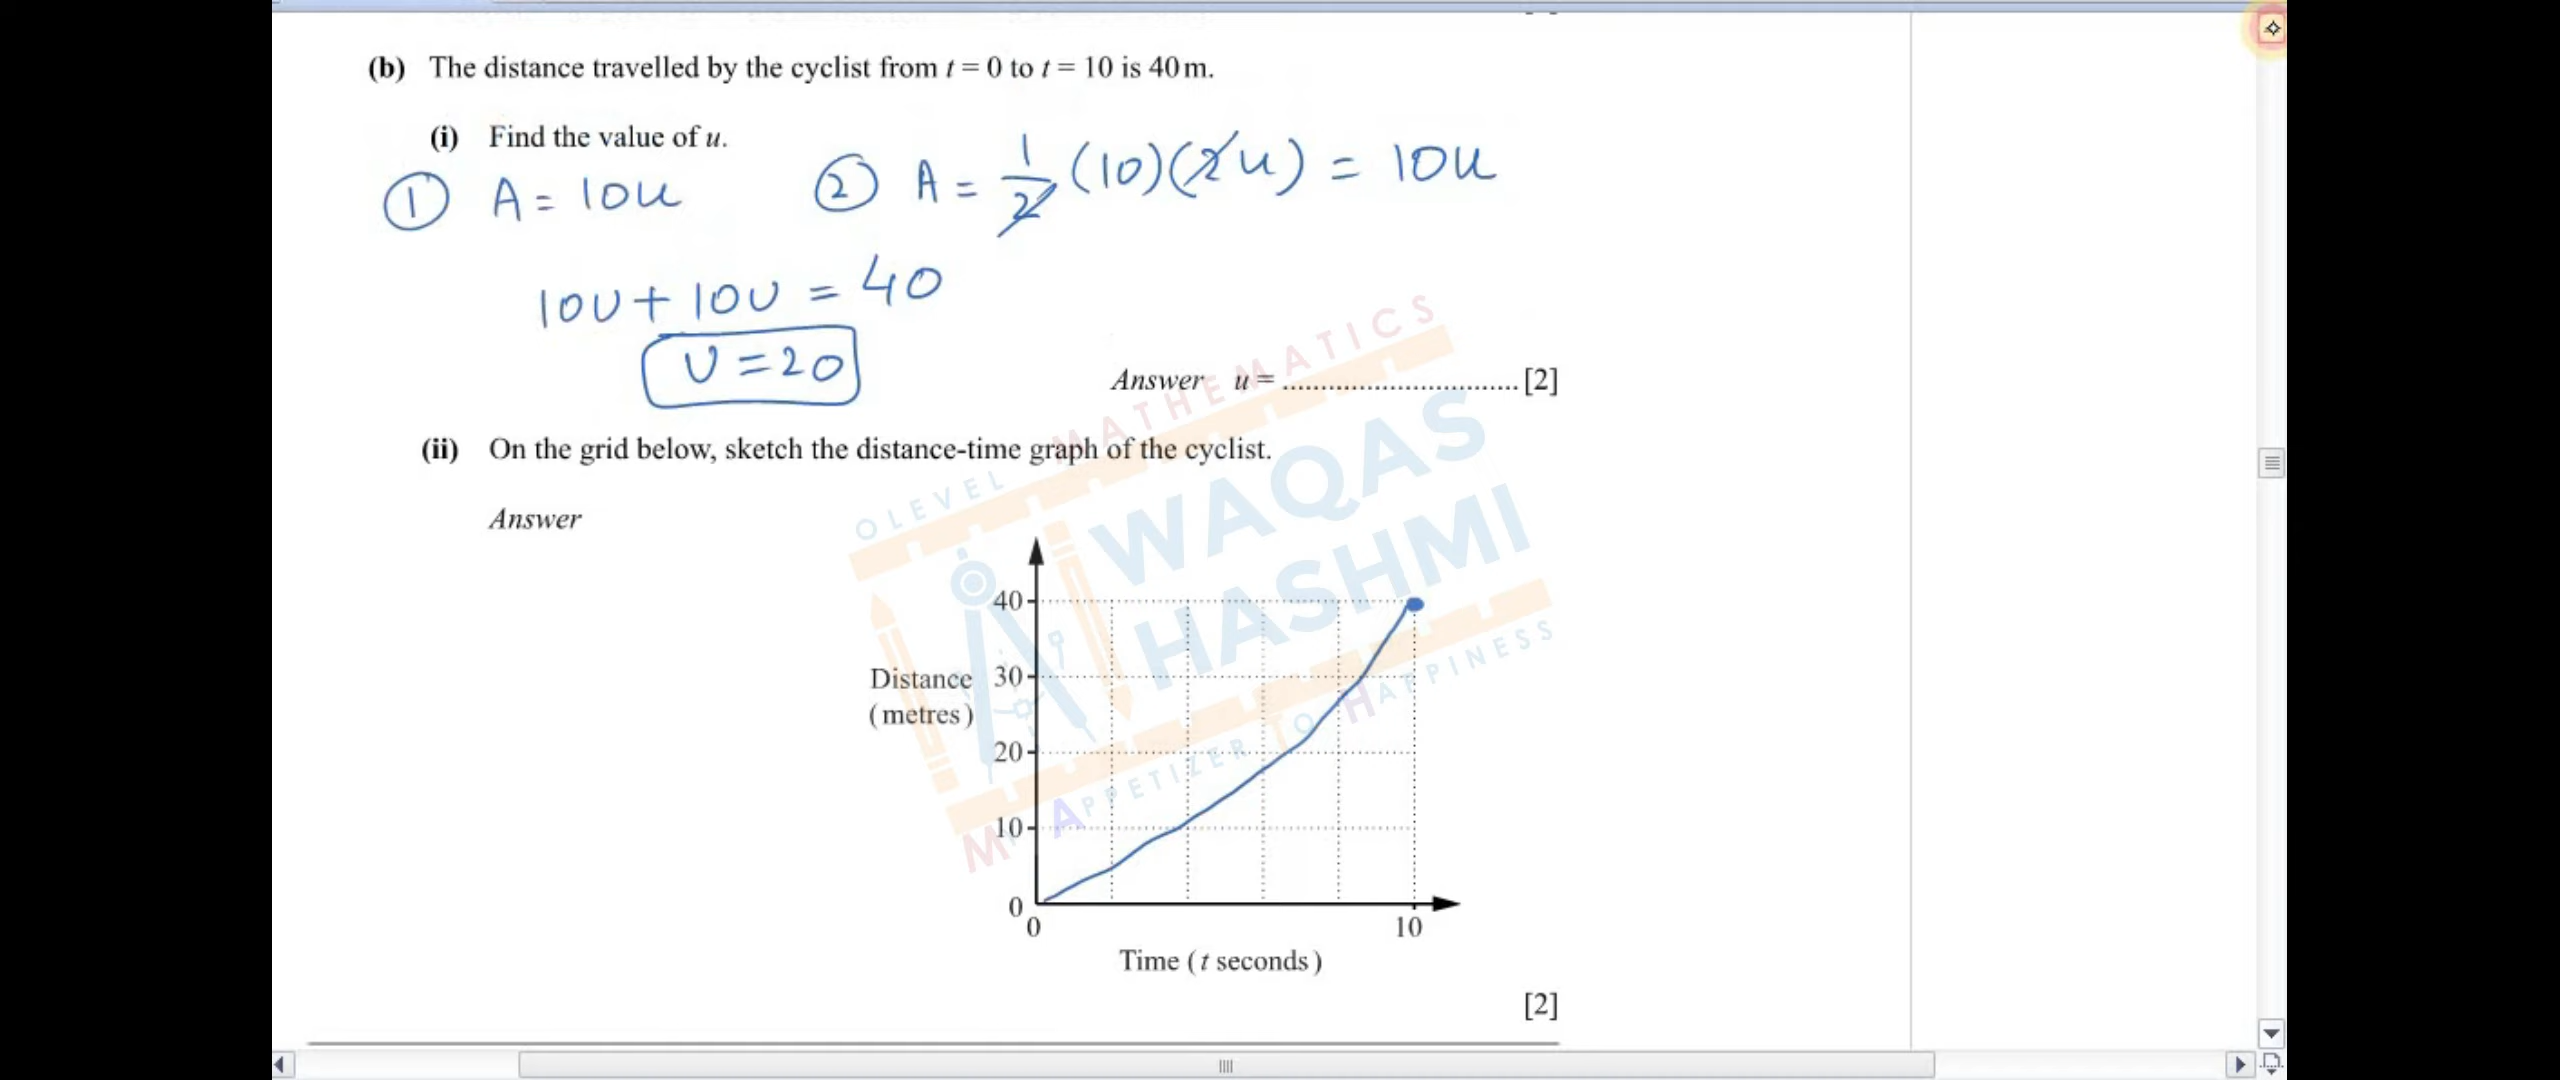 (b) The distance travelled by the cyclist from t = 0 to t = 10 is 40 m.
(i) Find the value of u.
① A = 10u ② A = 1/2 (10)(2u) = 10u
10U + 10U = 40
U = 20
Answer u = .............................. [2]
(ii) On the grid below, sketch the distance-time graph of the cyclist.
Answer
OLEVEL MATHEMATICS
WAQAS
HASHMI
MATH APPETIZER TO HAPPINESS
40
Distance 30
(metres)
20
10
0
0 10
Time (t seconds)
[2]